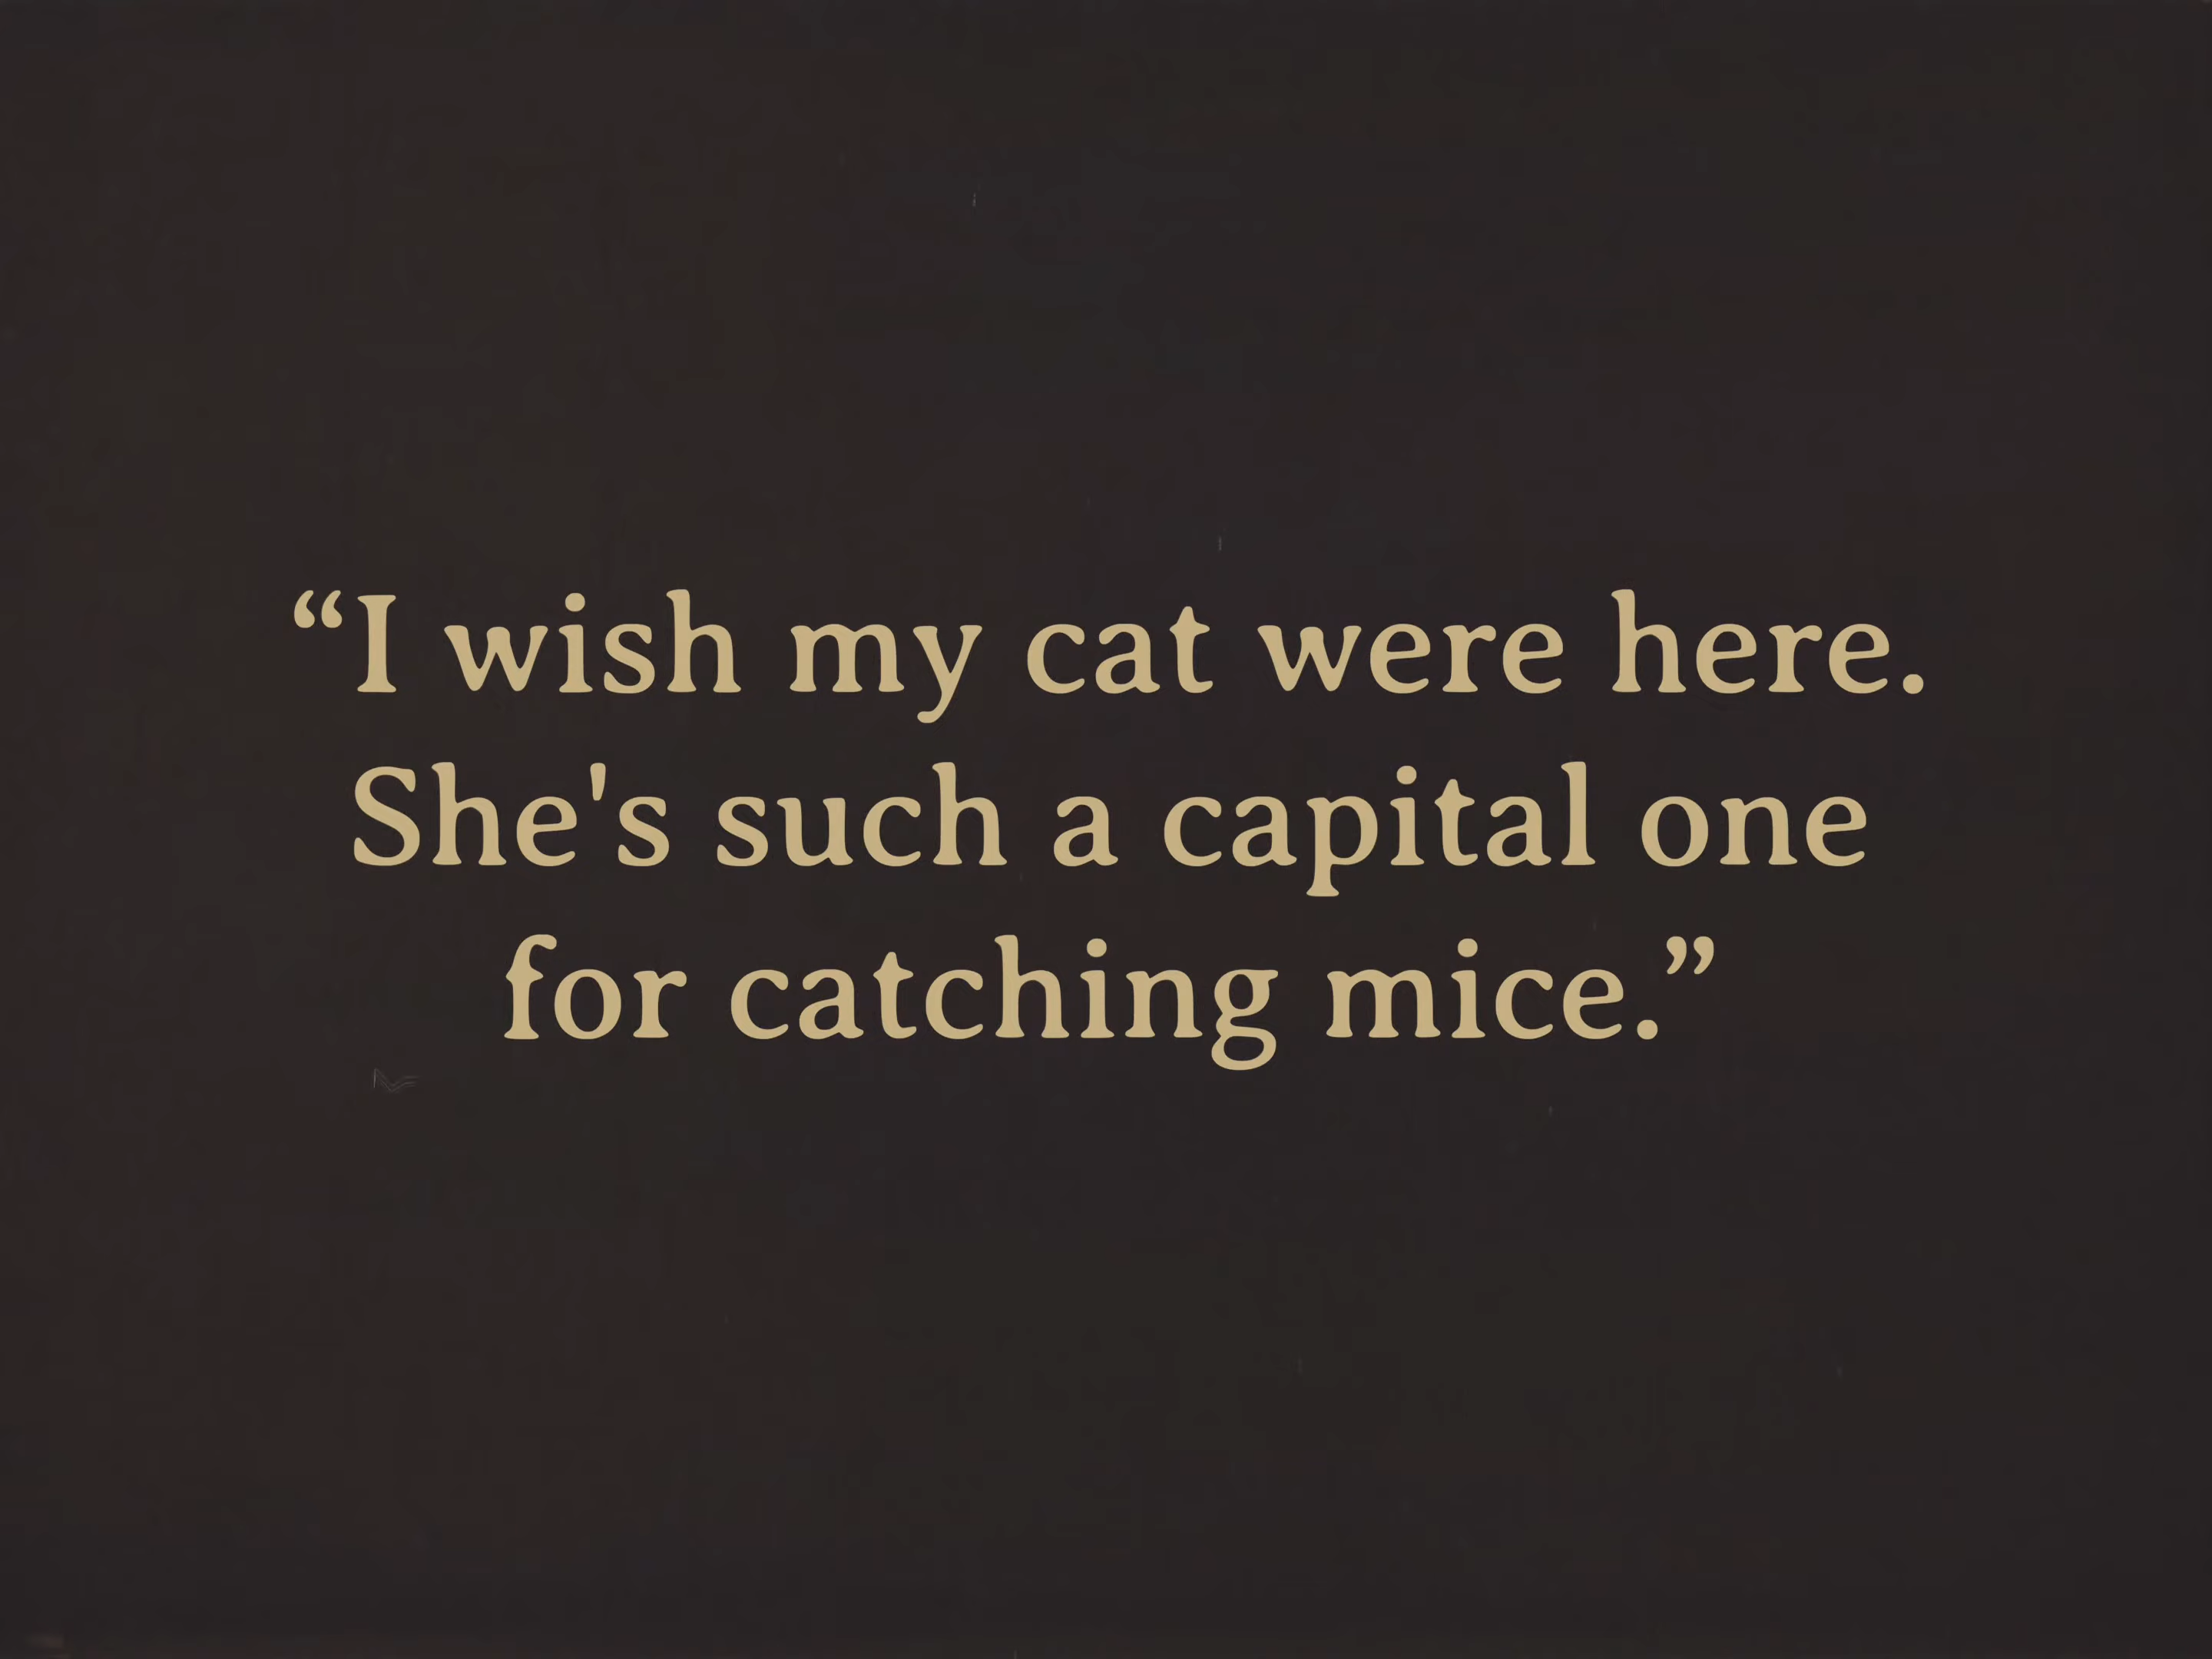 “I wish my cat were here.
She's such a capital one
for catching mice.”